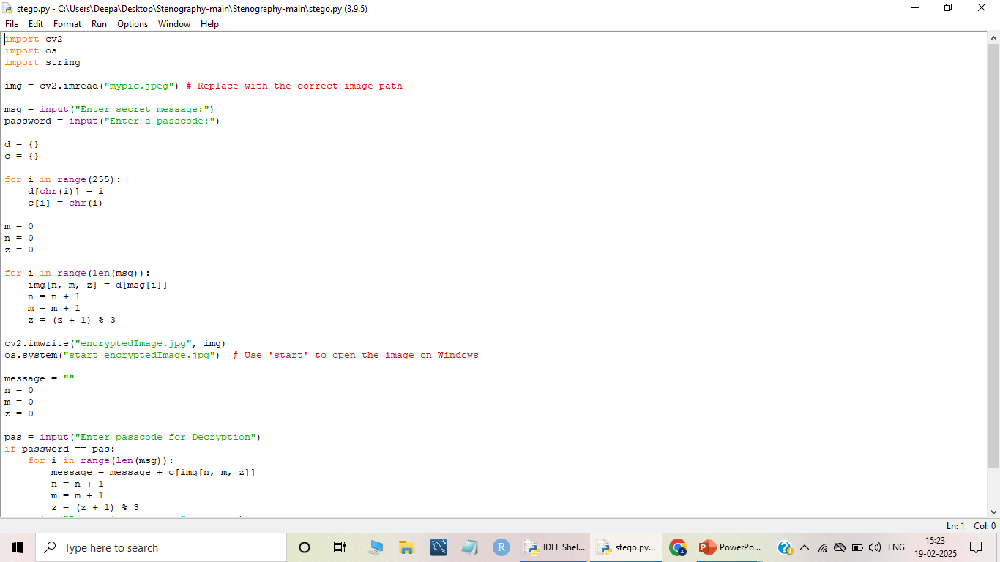 stego.py - C:\Users\Deepa\Desktop\Stenography-main\Stenography-main\stego.py (3.9.5)
File Edit Format Run Options Window Help
import cv2
import os
import string

img = cv2.imread("mypic.jpeg") # Replace with the correct image path

msg = input("Enter secret message:")
password = input("Enter a passcode:")

d = {}
c = {}

for i in range(255):
    d[chr(i)] = i
    c[i] = chr(i)

m = 0
n = 0
z = 0

for i in range(len(msg)):
    img[n, m, z] = d[msg[i]]
    n = n + 1
    m = m + 1
    z = (z + 1) % 3

cv2.imwrite("encryptedImage.jpg", img)
os.system("start encryptedImage.jpg")  # Use 'start' to open the image on Windows

message = ""
n = 0
m = 0
z = 0

pas = input("Enter passcode for Decryption")
if password == pas:
    for i in range(len(msg)):
        message = message + c[img[n, m, z]]
        n = n + 1
        m = m + 1
        z = (z + 1) % 3
Ln: 1 Col: 0
Type here to search
R
IDLE Shel...
stego.py...
P
PowerPo...
ENG
15:23
19-02-2025